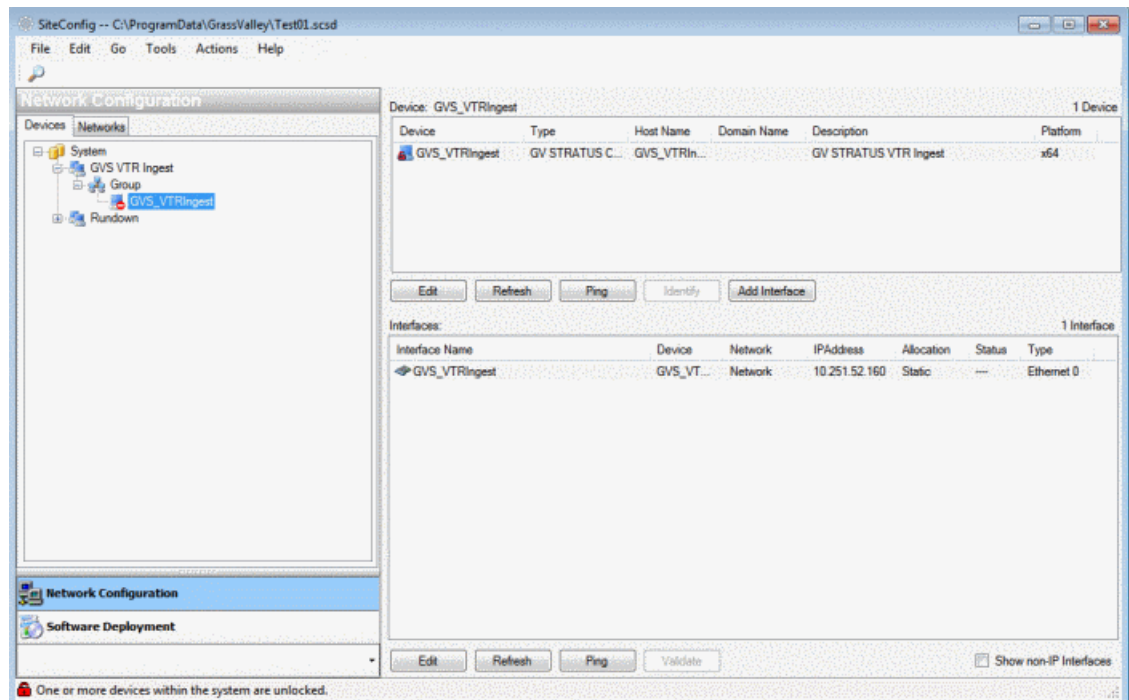 SiteConfig -- C:\ProgramData\GrassValley\Test01.scsd
File Edit Go Tools Actions Help
Network Configuration
Devices Networks
System
GVS VTR Ingest
Group
GVS_VTRIngest
Rundown
Network Configuration
Software Deployment
Device: GVS_VTRIngest 1 Device
Device Type Host Name Domain Name Description Platform
GVS_VTRIngest GV STRATUS C... GVS_VTRIn... GV STRATUS VTR Ingest x64
Edit Refresh Ping Identify Add Interface
Interfaces: 1 Interface
Interface Name Device Network IPAddress Allocation Status Type
GVS_VTRIngest GVS_VT... Network 10.251.52.160 Static --- Ethernet 0
Edit Refresh Ping Validate Show non-IP Interfaces
One or more devices within the system are unlocked.